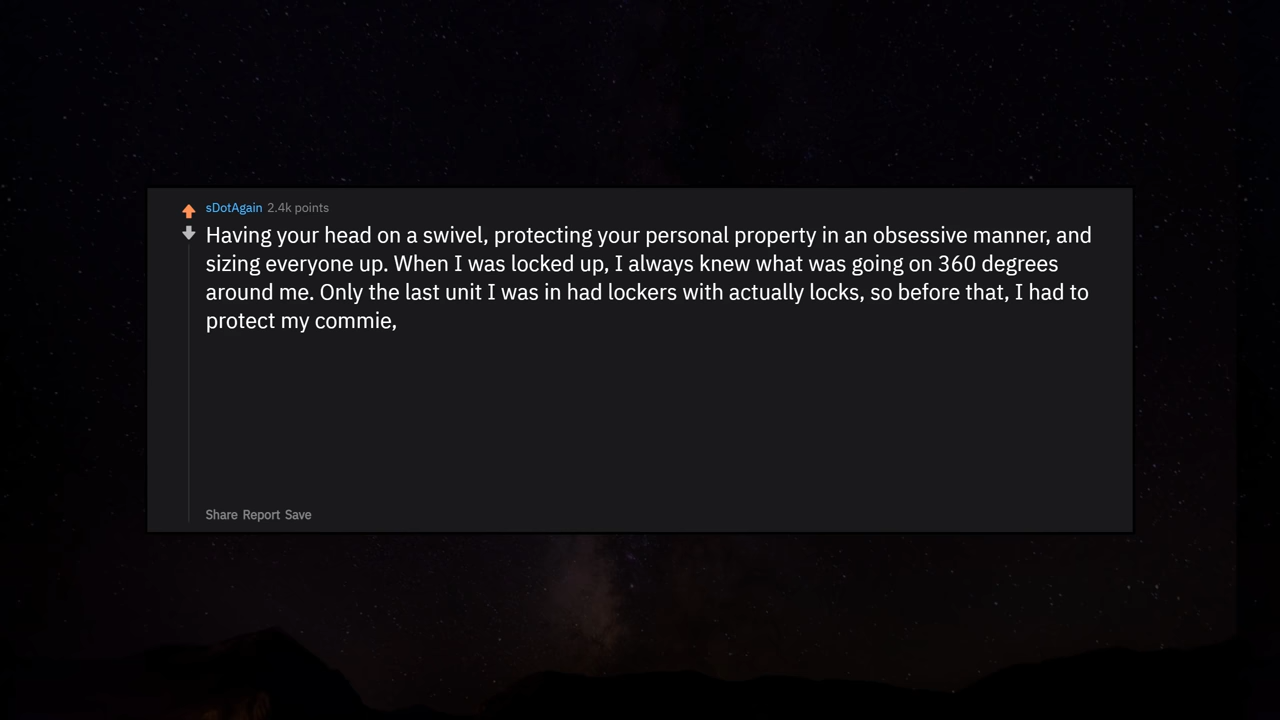 sDotAgain 2.4k points
Having your head on a swivel, protecting your personal property in an obsessive manner, and
sizing everyone up. When I was locked up, I always knew what was going on 360 degrees
around me. Only the last unit I was in had lockers with actually locks, so before that, I had to
protect my commie,
Share Report Save